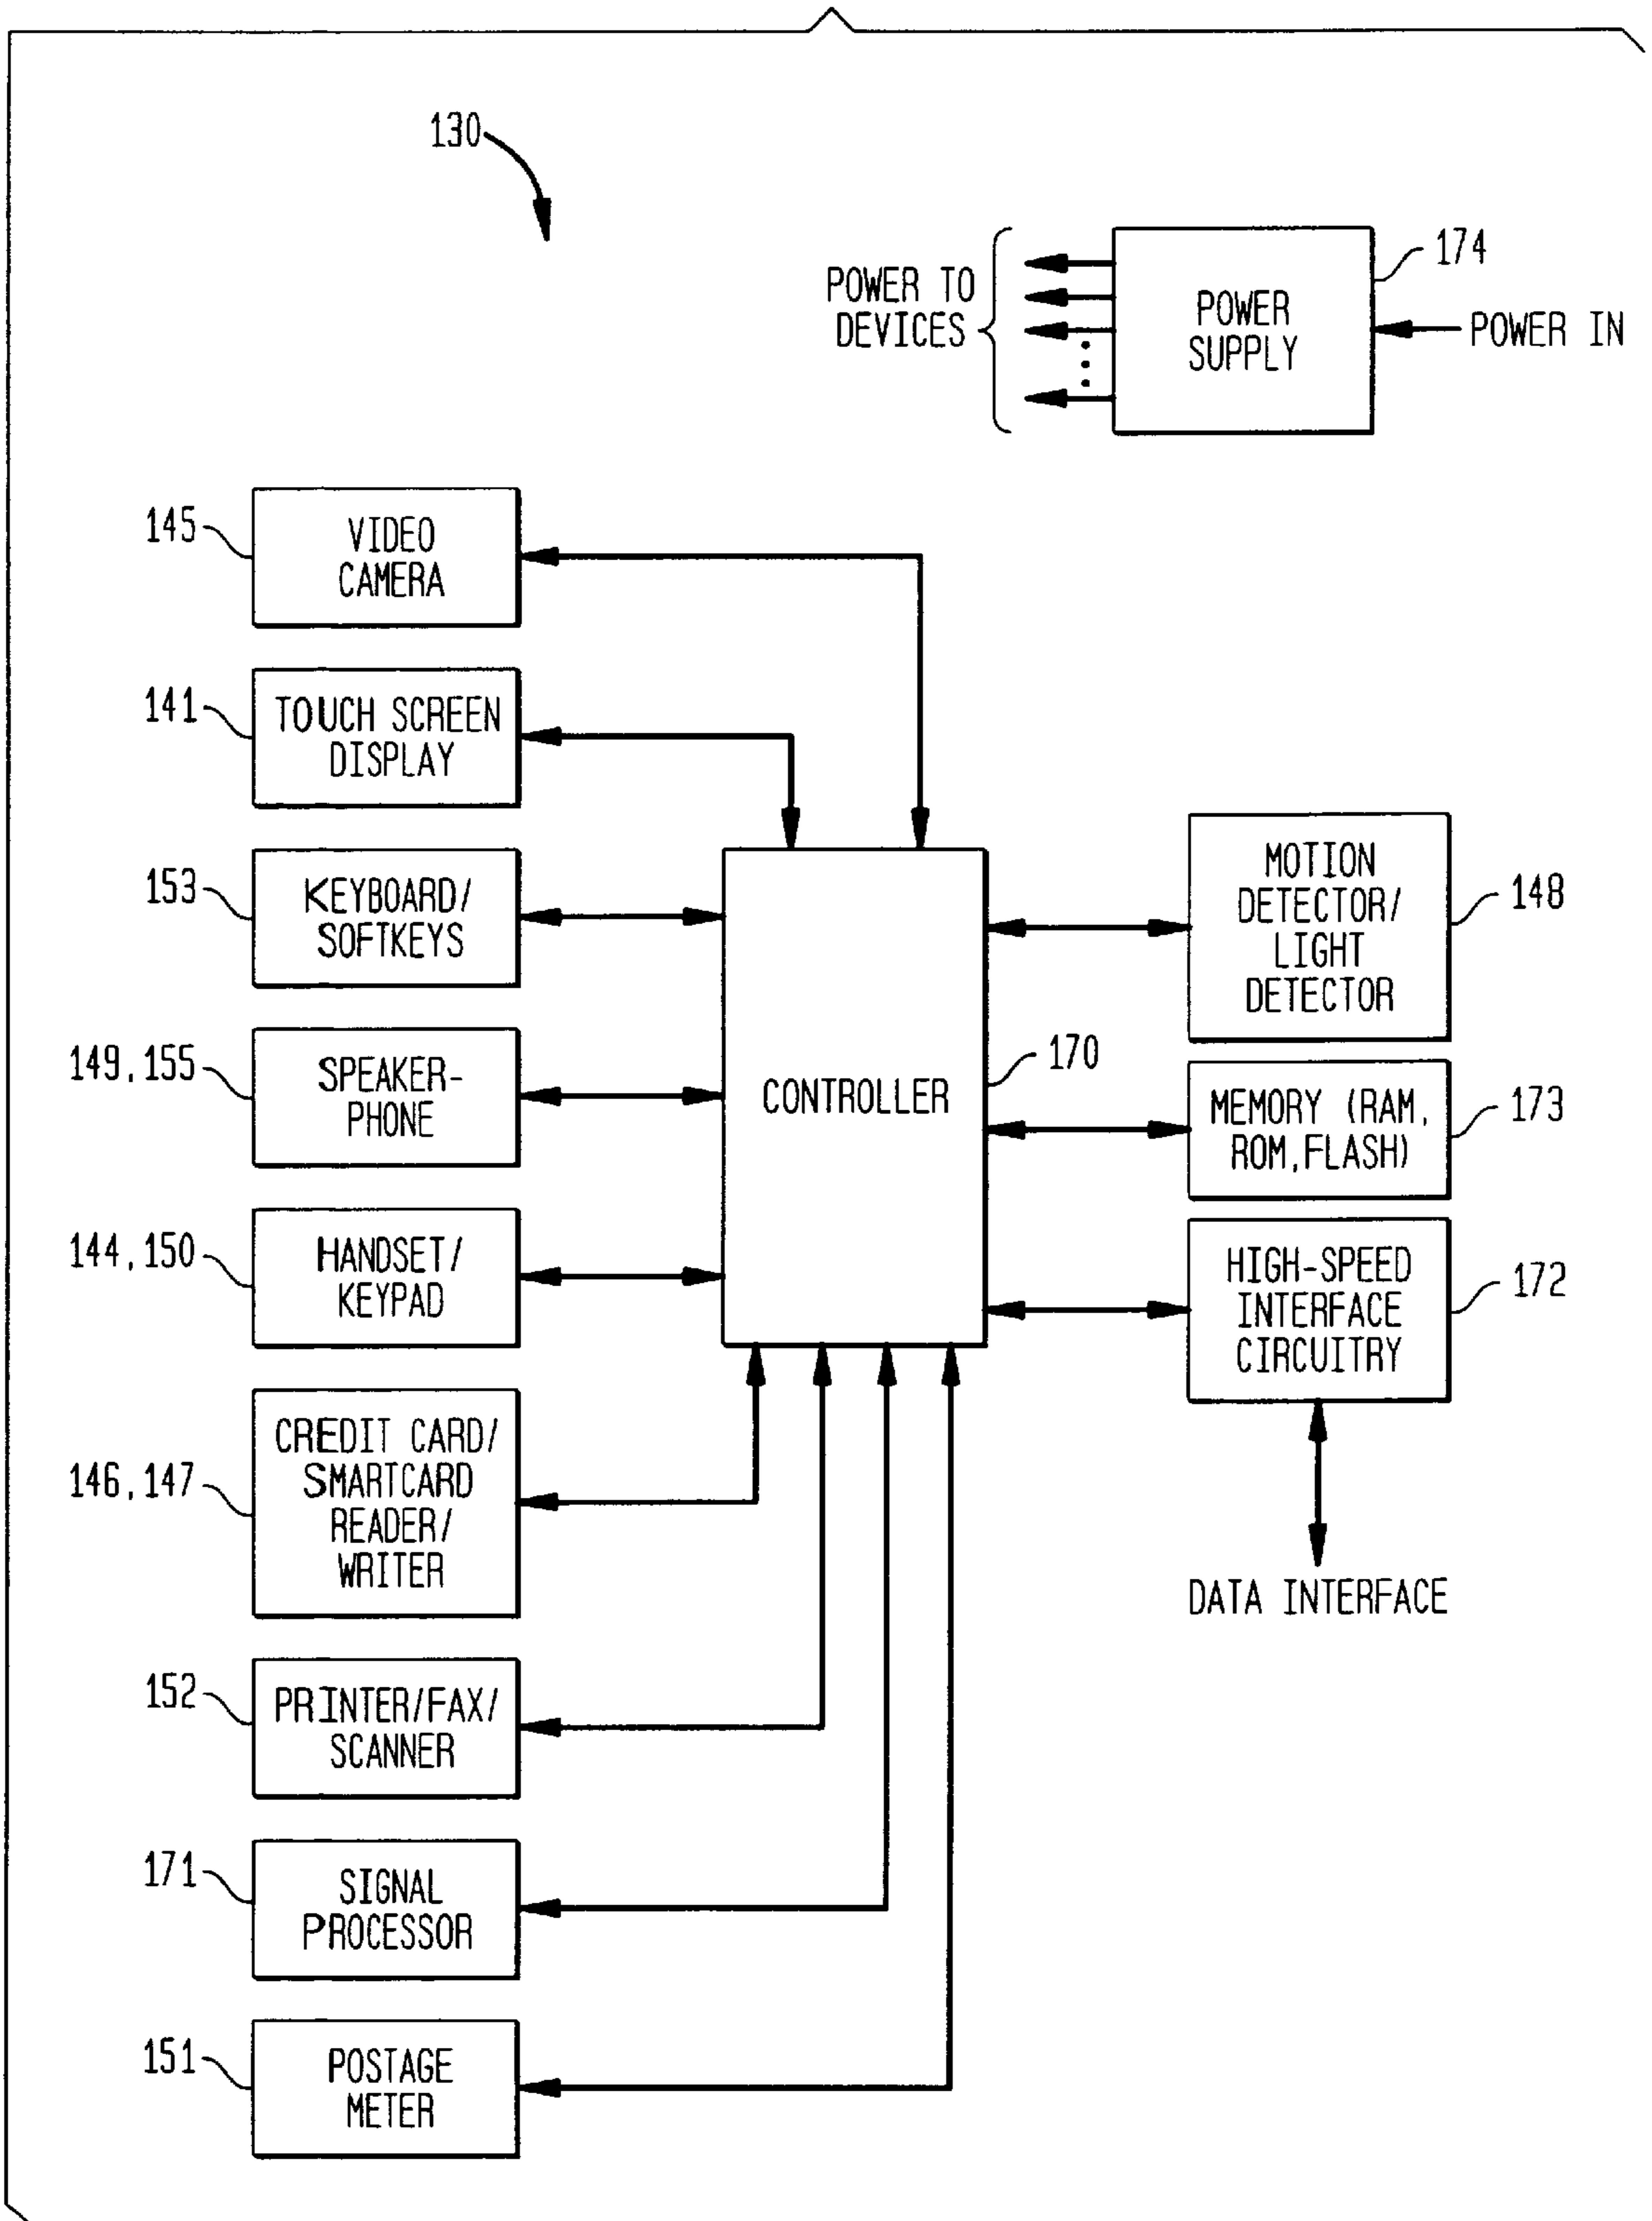 130
174
POWER TO
DEVICES
POWER
SUPPLY
POWER IN
145
VIDEO
CAMERA
141
TOUCH SCREEN
DISPLAY
153
KEYBOARD/
SOFTKEYS
149,155
SPEAKER-
PHONE
144,150
HANDSET/
KEYPAD
146,147
CREDIT CARD/
SMARTCARD
READER/
WRITER
152
PRINTER/FAX/
SCANNER
171
SIGNAL
PROCESSOR
151
POSTAGE
METER
CONTROLLER
170
MOTION
DETECTOR/
LIGHT
DETECTOR
148
MEMORY (RAM,
ROM,FLASH)
173
HIGH-SPEED
INTERFACE
CIRCUITRY
172
DATA INTERFACE